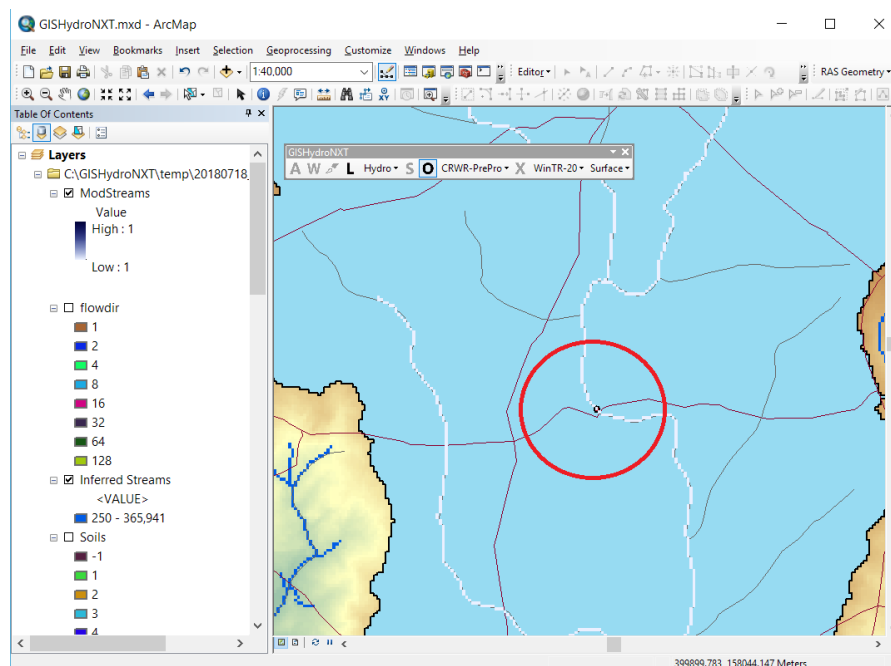 GISHydroNXT.mxd - ArcMap
File Edit View Bookmarks Insert Selection Geoprocessing Customize Windows Help
1:40,000 Editor RAS Geometry
Table Of Contents
Layers
C:\GISHydroNXT\temp\20180718_
ModStreams
Value
High : 1
Low : 1
flowdir
1
2
4
8
16
32
64
128
Inferred Streams
<VALUE>
250 - 365,941
Soils
-1
1
2
3
4
GISHydroNXT
A W L Hydro S O CRWR-PrePro X WinTR-20 Surface
399899.783 158044.147 Meters